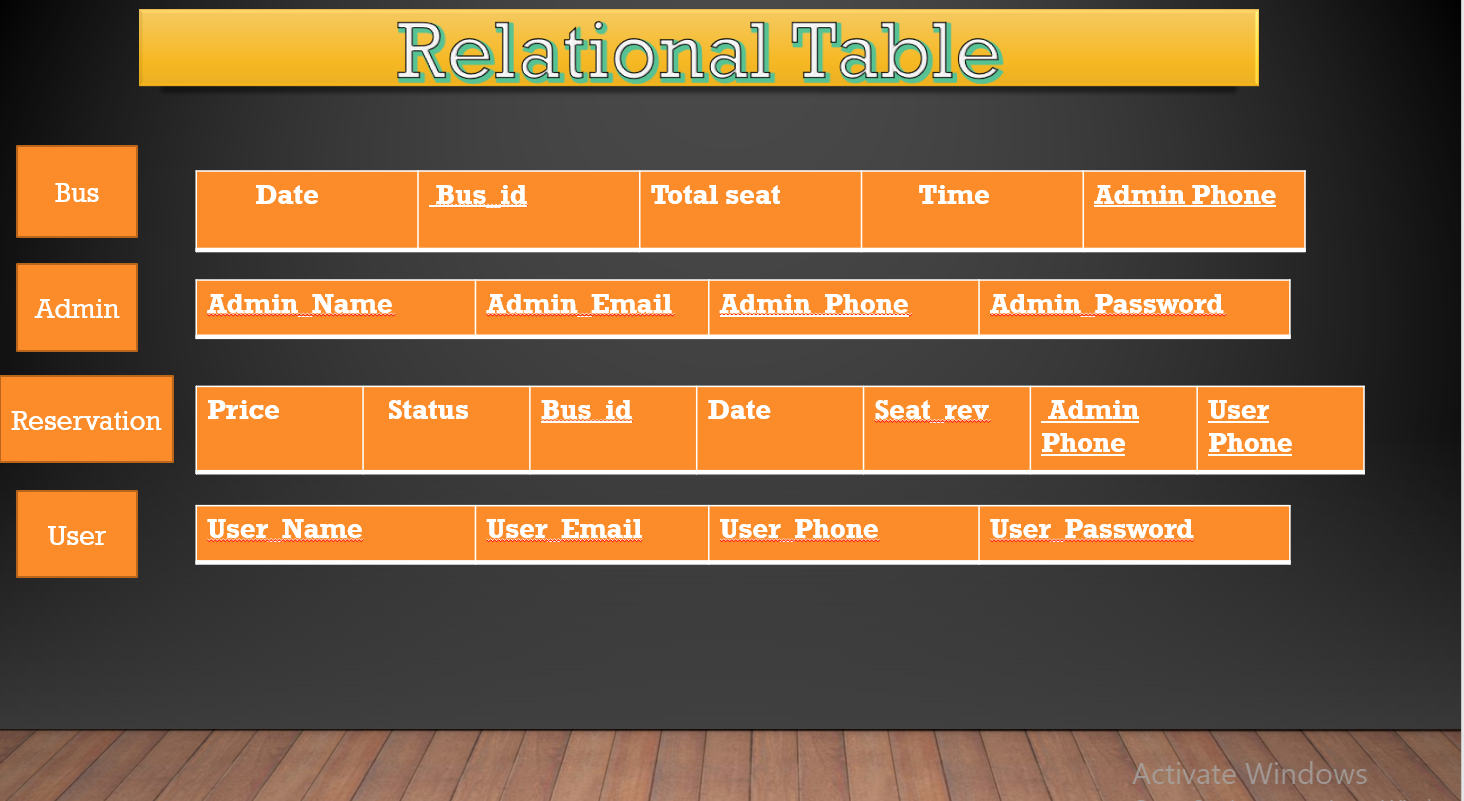 Relational Table
Bus
Date Bus_id Total seat Time Admin Phone
Admin
Admin_Name Admin_Email Admin_Phone Admin_Password
Reservation
Price Status Bus_id Date Seat_rev Admin Phone User Phone
User
User_Name User_Email User_Phone User_Password
Activate Windows